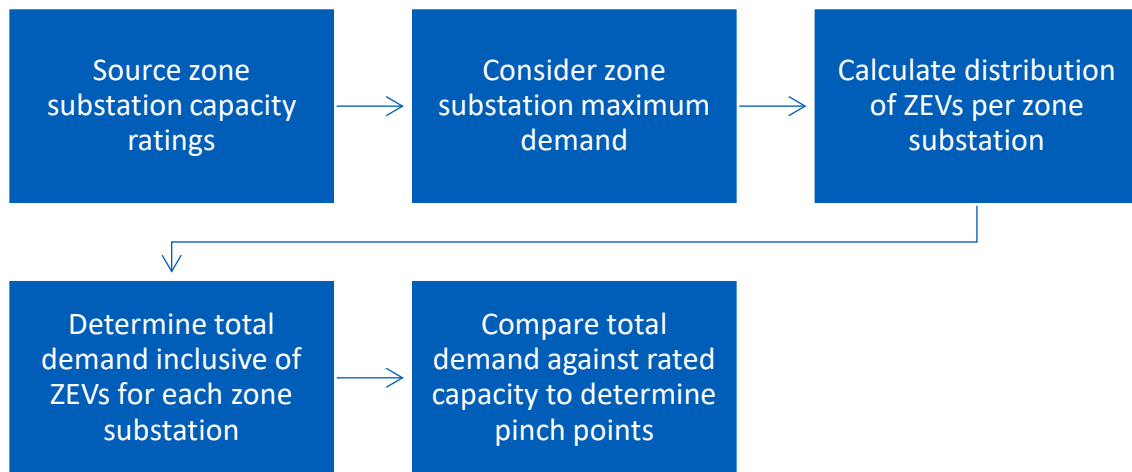 Source zone
substation capacity
ratings
Consider zone
substation maximum
demand
Calculate distribution
of ZEVs per zone
substation
Determine total
demand inclusive of
ZEVs for each zone
substation
Compare total
demand against rated
capacity to determine
pinch points